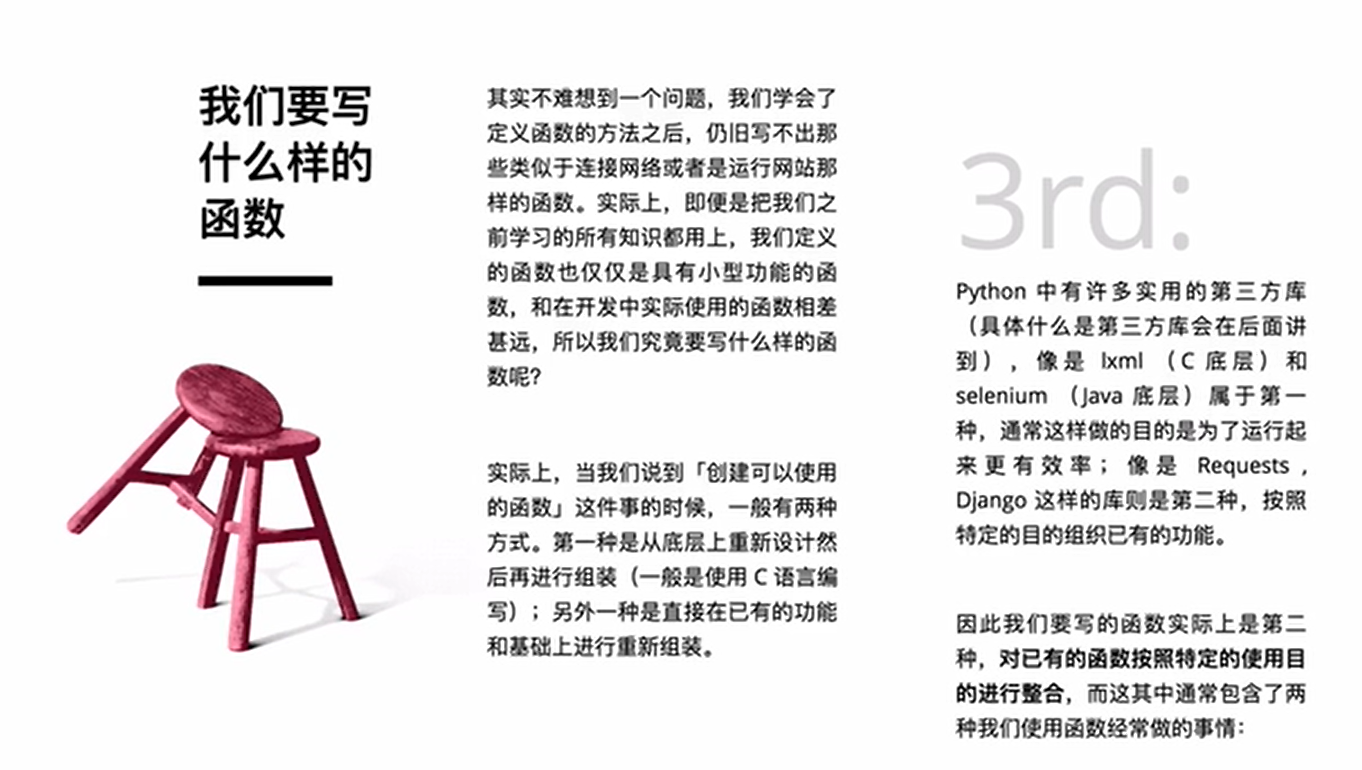 我们要写
什么样的
函数
其实不难想到一个问题，我们学会了
定义函数的方法之后，仍旧写不出那
些类似于连接网络或者是运行网站那
样的函数。实际上，即便是把我们之
前学习的所有知识都用上，我们定义
的函数也仅仅是具有小型功能的函
数，和在开发中实际使用的函数相差
甚远，所以我们究竟要写什么样的函
数呢？
实际上，当我们说到「创建可以使用
的函数」这件事的时候，一般有两种
方式。第一种是从底层上重新设计然
后再进行组装（一般是使用 C 语言编
写）；另外一种是直接在已有的功能
和基础上进行重新组装。
3rd:
Python 中有许多实用的第三方库
（具体什么是第三方库会在后面讲
到），像是 lxml （C 底层）和
selenium （Java 底层）属于第一
种，通常这样做的目的是为了运行起
来更有效率；像是 Requests ,
Django 这样的库则是第二种，按照
特定的目的组织已有的功能。
因此我们要写的函数实际上是第二
种，对已有的函数按照特定的使用目
的进行整合，而这其中通常包含了两
种我们使用函数经常做的事情：